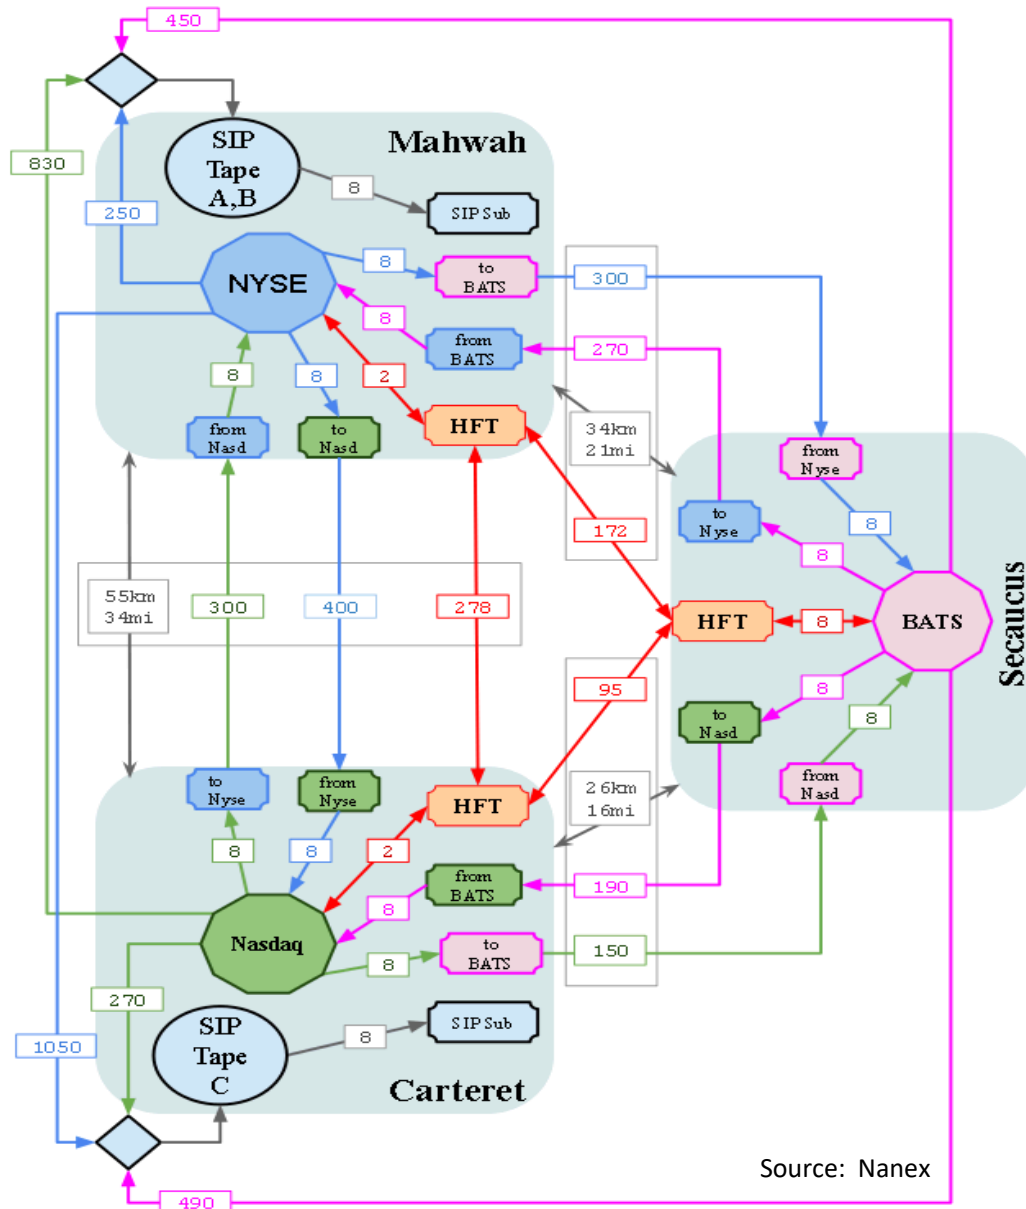 450
830
SIP
Tape
A,B
Mahwah
8
SIP Sub
250
NYSE
8
to
BATS
300
8
from
BATS
270
8
8
2
from
Nasd
to
Nasd
HFT
34km
21mi
from
Nyse
to
Nyse
8
172
8
55km
34mi
300
400
278
HFT
8
BATS
Secaucus
95
8
to
Nasd
8
from
Nasd
to
Nyse
from
Nyse
HFT
26km
16mi
8
8
2
from
BATS
190
8
Nasdaq
8
to
BATS
150
270
SIP
Tape
C
8
SIP Sub
1050
Carteret
Source: Nanex
490